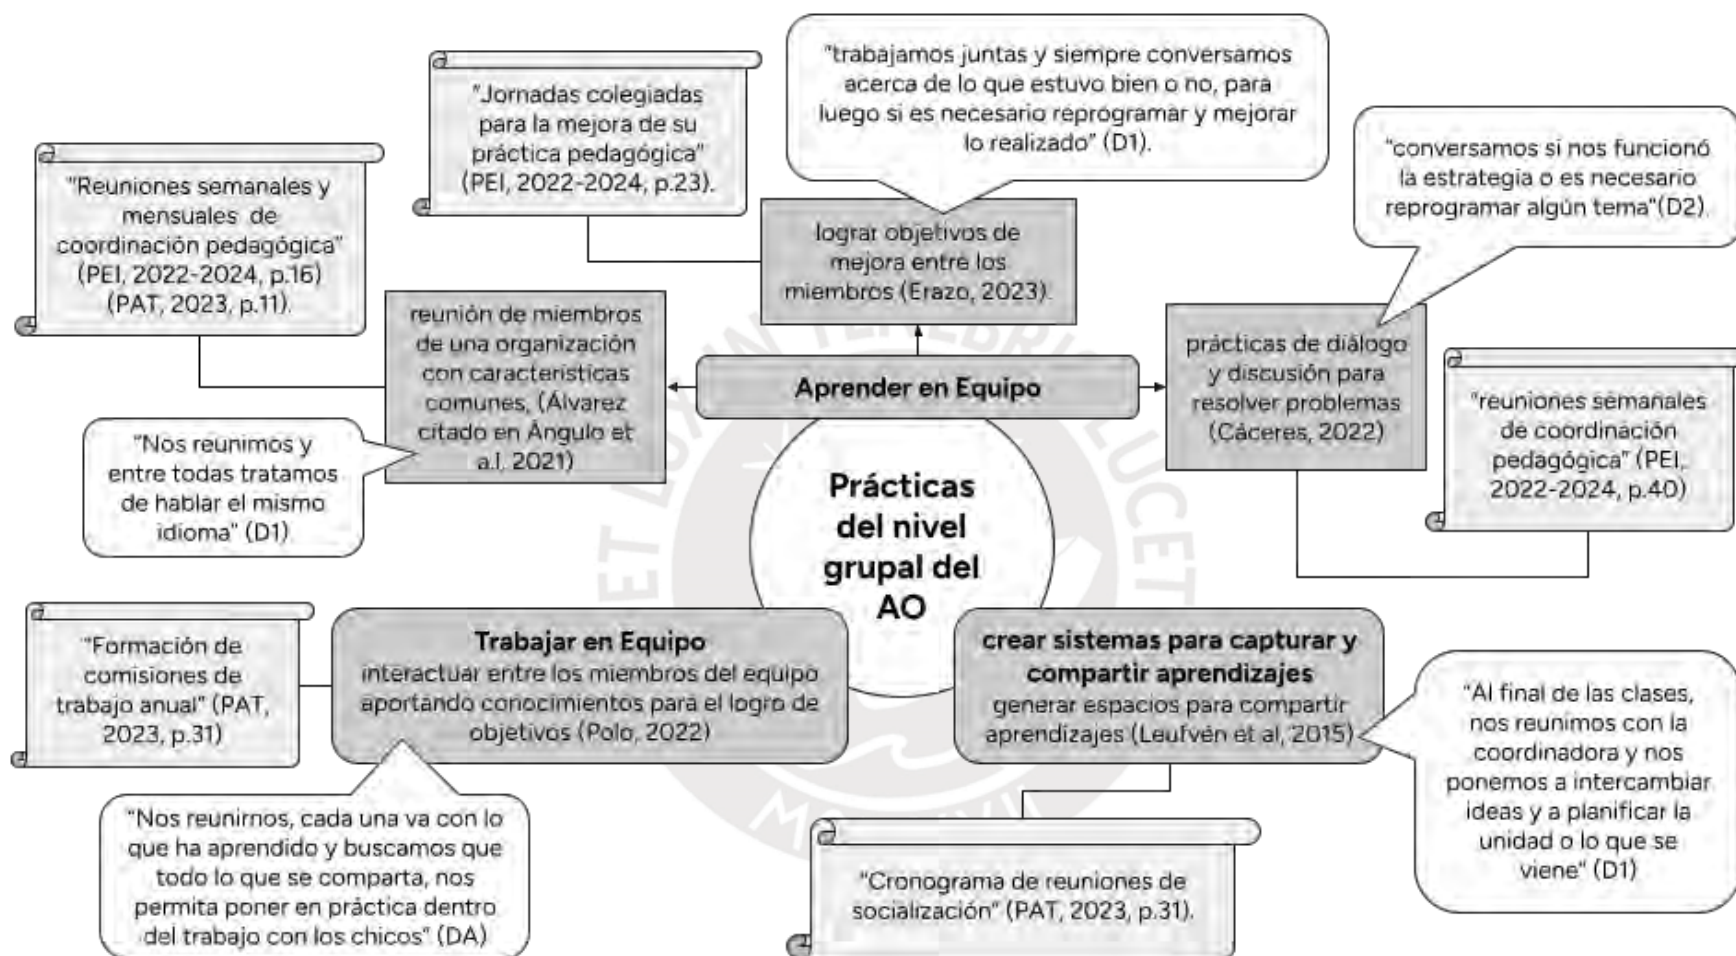 "trabajamos juntas y siempre conversamos
acerca de lo que estuvo bien o no, para
luego si es necesario reprogramar y mejorar
lo realizado" (D1).
"Jornadas colegiadas
para la mejora de su
práctica pedagógica"
(PEI, 2022-2024, p.23).
"conversamos si nos funcionó
la estrategia o es necesario
reprogramar algún tema"(D2).
"Reuniones semanales y
mensuales de
coordinación pedagógica"
(PEI, 2022-2024, p.16)
(PAT, 2023, p.11).
lograr objetivos de
mejora entre los
miembros (Erazo, 2023).
reunión de miembros
de una organización
con características
comunes, (Álvarez
citado en Ángulo et
a.l, 2021)
Aprender en Equipo
prácticas de diálogo
y discusión para
resolver problemas
(Cáceres, 2022)
"reuniones semanales
de coordinación
pedagógica" (PEI,
2022-2024, p.40)
"Nos reunimos y
entre todas tratamos
de hablar el mismo
idioma" (D1)
Prácticas
del nivel
grupal del
AO
ET LUX IN TENEBRIS LUCET
"Formación de
comisiones de
trabajo anual" (PAT,
2023, p.31)
Trabajar en Equipo
interactuar entre los miembros del equipo
aportando conocimientos para el logro de
objetivos (Polo, 2022)
crear sistemas para capturar y
compartir aprendizajes
generar espacios para compartir
aprendizajes (Leufvén et al, 2015)
"Al final de las clases,
nos reunimos con la
coordinadora y nos
ponemos a intercambiar
ideas y a planificar la
unidad o lo que se
viene" (D1)
"Nos reunimos, cada una va con lo
que ha aprendido y buscamos que
todo lo que se comparta, nos
permita poner en práctica dentro
del trabajo con los chicos" (DA)
"Cronograma de reuniones de
socialización" (PAT, 2023, p.31).